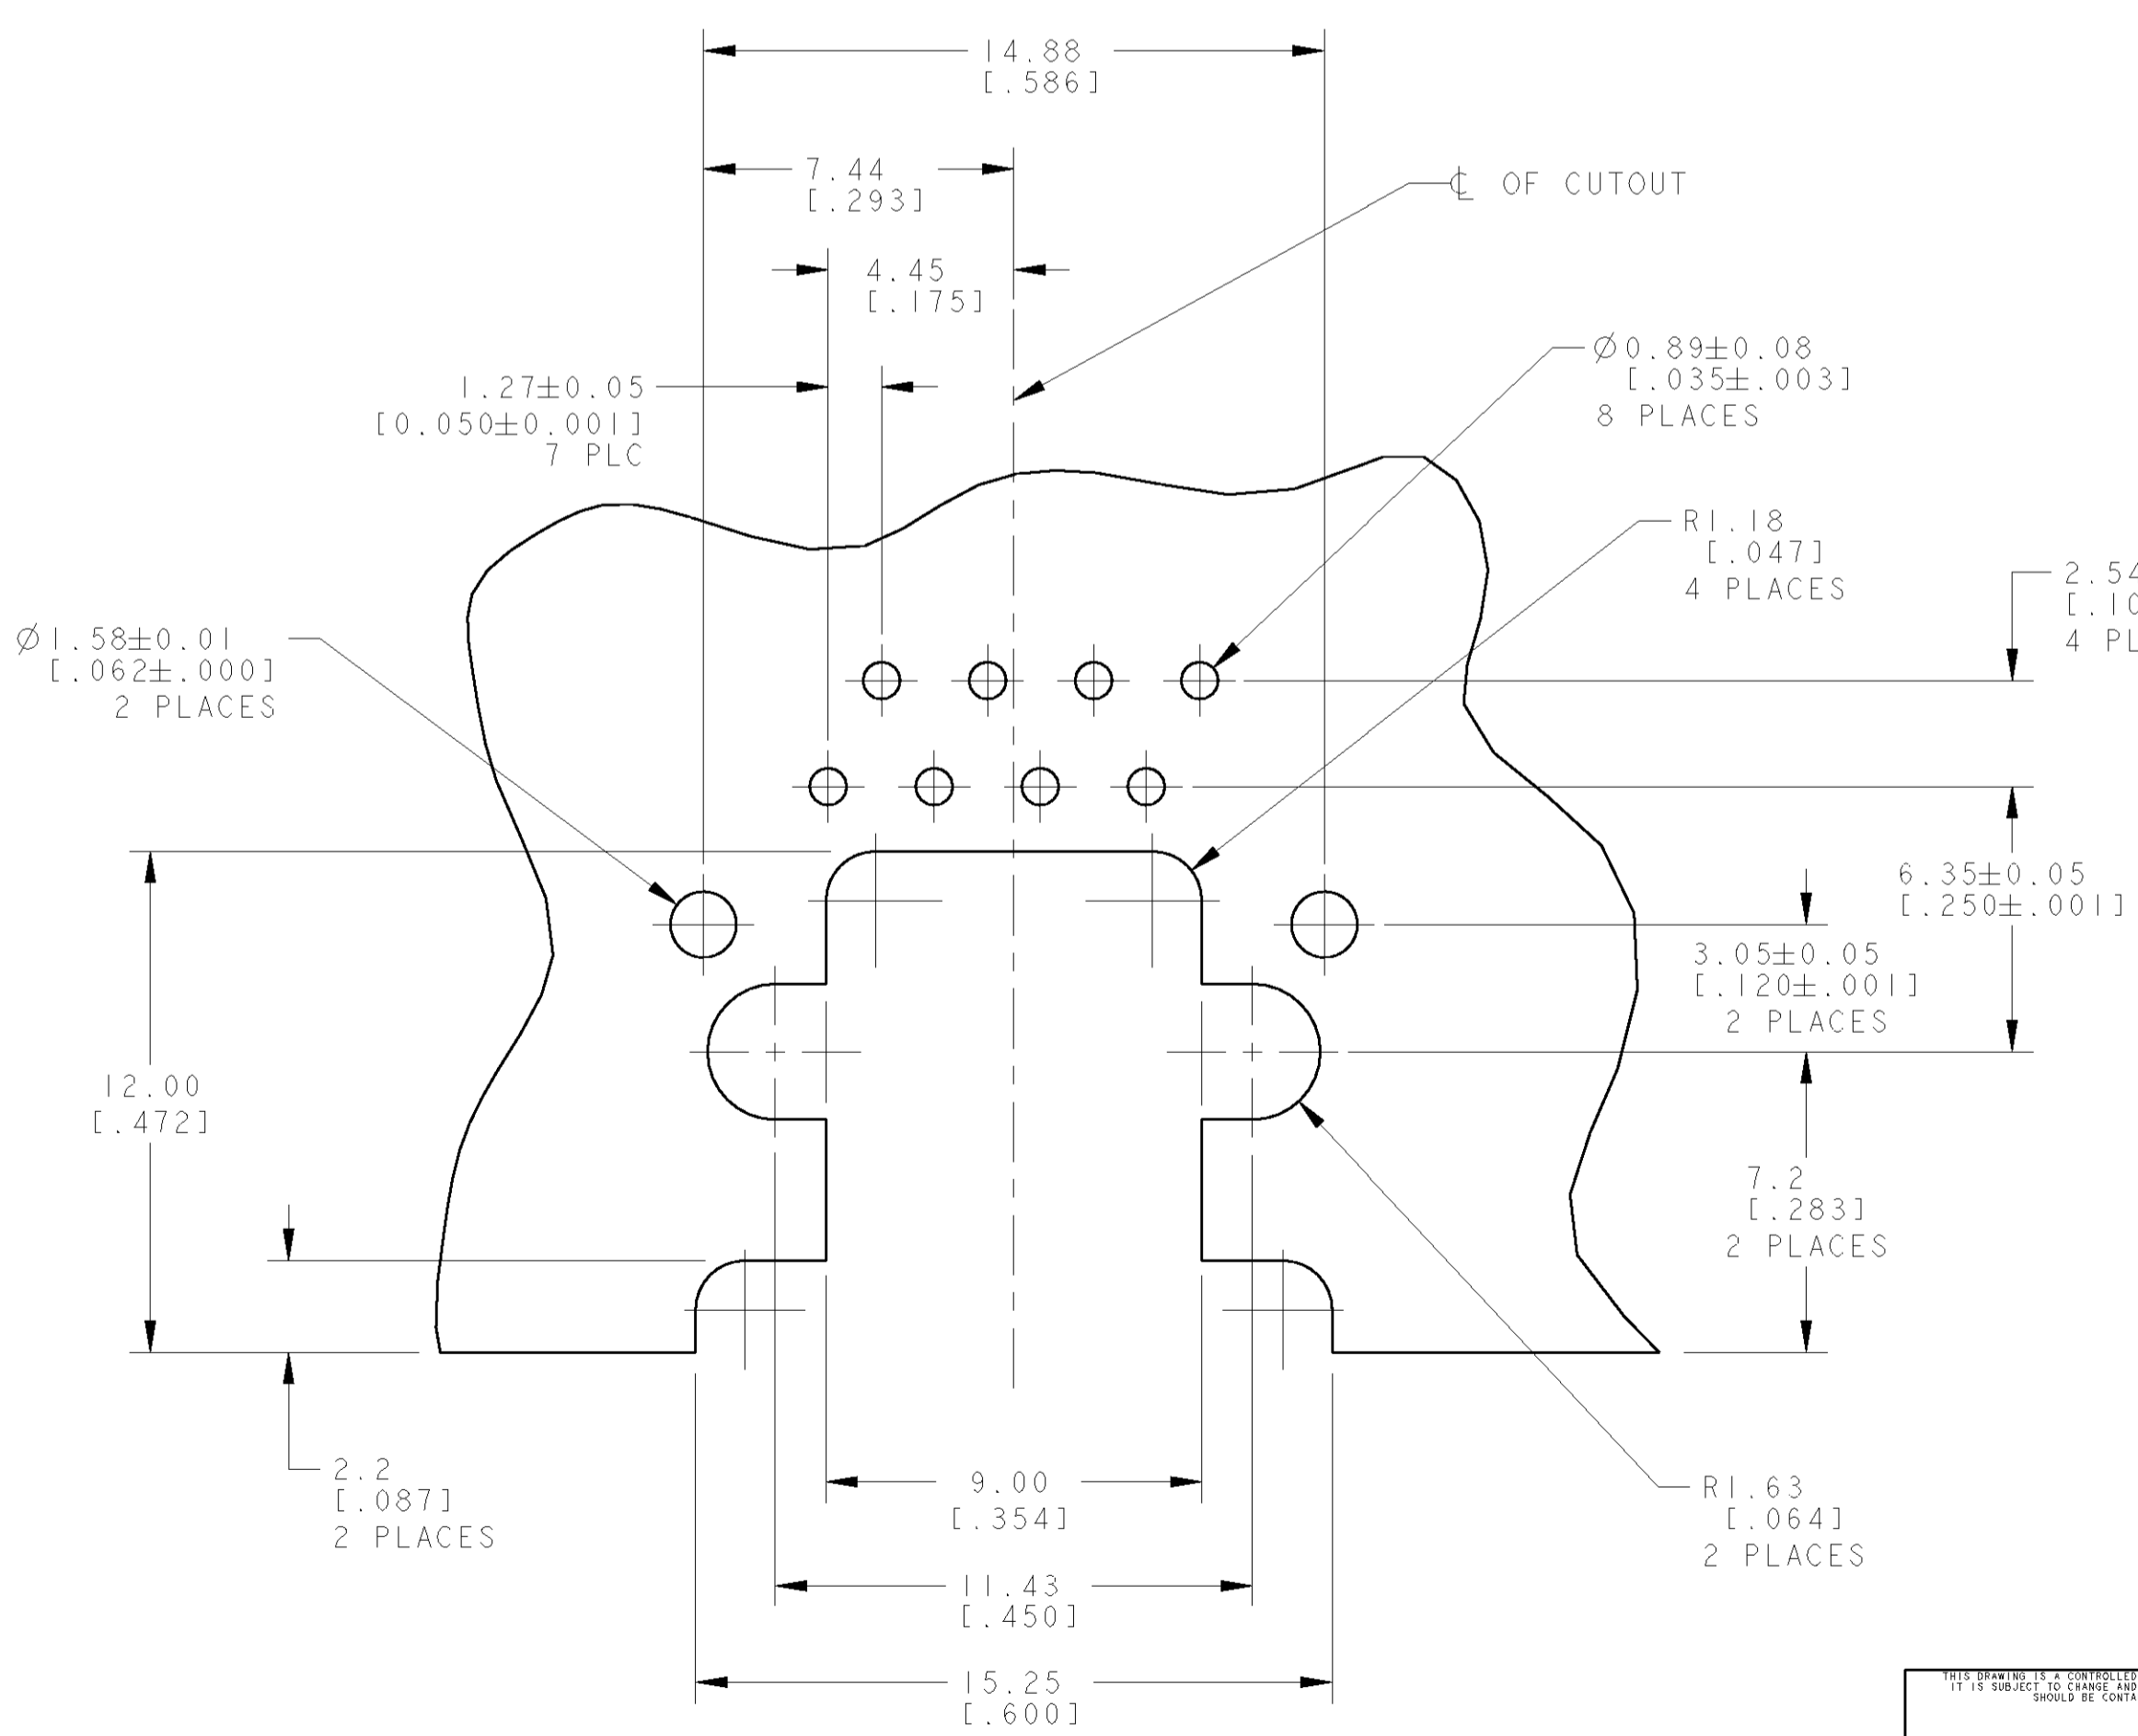 14.88
[.586]
7.44
[.293]
℄ OF CUTOUT
4.45
[.175]
Ø0.89±0.08
[.035±.003]
8 PLACES
1.27±0.05
[0.050±0.001]
7 PLC
R1.18
[.047]
4 PLACES
2.54
[.10
4 PL
Ø1.58±0.01
[.062±.000]
2 PLACES
6.35±0.05
[.250±.001]
3.05±0.05
[.120±.001]
2 PLACES
12.00
[.472]
7.2
[.283]
2 PLACES
2.2
[.087]
2 PLACES
9.00
[.354]
R1.63
[.064]
2 PLACES
11.43
[.450]
15.25
[.600]
THIS DRAWING IS A CONTROLLED
IT IS SUBJECT TO CHANGE AND
SHOULD BE CONTA